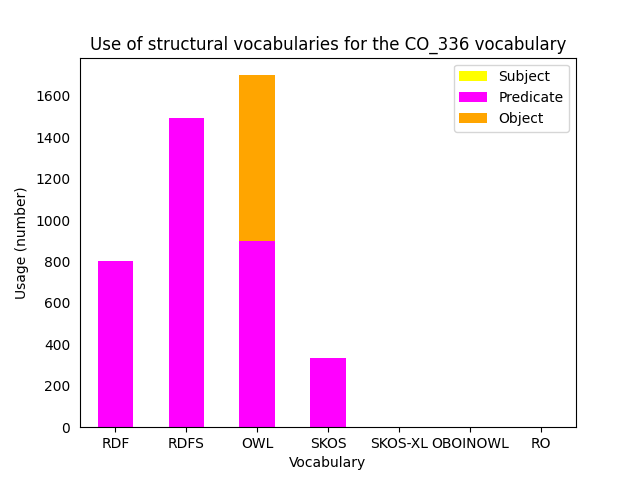 Use of structural vocabularies for the CO_336 vocabulary
Subject
Predicate
Object
Usage (number)
1600
1400
1200
1000
800
600
400
200
0
RDF RDFS OWL SKOS SKOS-XL OBOINOWL RO
Vocabulary